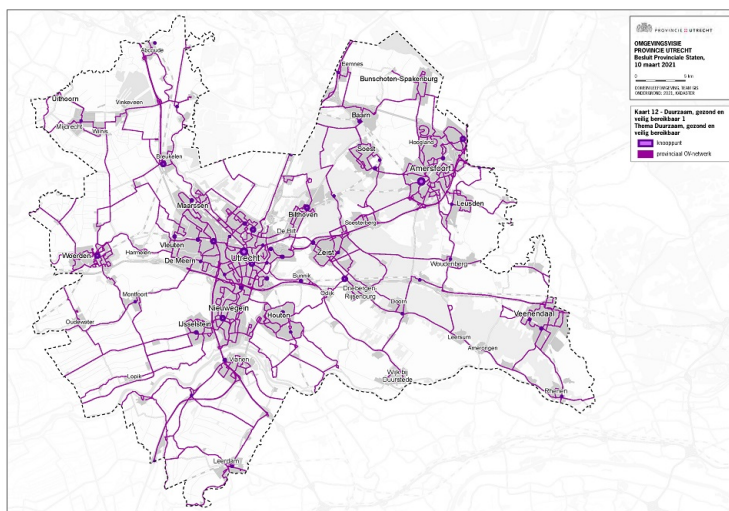 PROVINCIE UTRECHT
OMGEVINGSVISIE
PROVINCIE UTRECHT
Besluit Provinciale Staten,
10 maart 2021
Kaart 12 - Duurzaam, gezond en
veilig bereikbaar 1
Thema Duurzaam, gezond en
veilig bereikbaar
knooppunt
provinciaal OV-netwerk
Abcoude
Eemnes
Bunschoten-Spakenburg
Uithoorn
Vinkeveen
Mijdrecht
Wilnis
Baarn
Hoogland
Soest
Breukelen
Amersfoort
Maarssen
Leusden
Bilthoven
Soesterberg
De Bilt
Vleuten
Woerden
Harmelen
Zeist
De Meern
Utrecht
Woudenberg
Bunnik
Driebergen
Rijsenburg
Odijk
Montfoort
Doorn
Nieuwegein
Houten
Veenendaal
Oudewater
IJsselstein
Leersum
Amerongen
Vianen
Wijk bij
Duurstede
Lopik
Rhenen
Leerdam